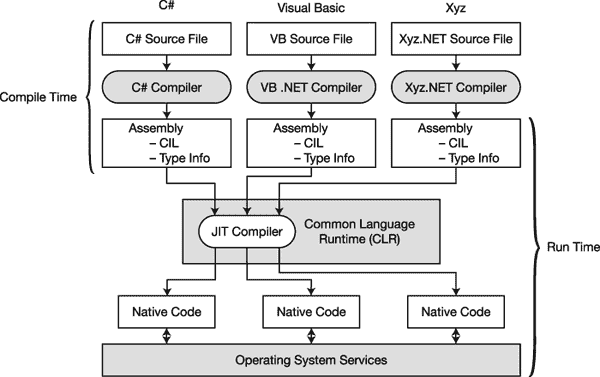 C#
Visual Basic
Xyz
C# Source File
VB Source File
Xyz.NET Source File
Compile Time
C# Compiler
VB .NET Compiler
Xyz.NET Compiler
Assembly
– CIL
– Type Info
Assembly
– CIL
– Type Info
Assembly
– CIL
– Type Info
JIT Compiler
Common Language
Runtime (CLR)
Run Time
Native Code
Native Code
Native Code
Operating System Services